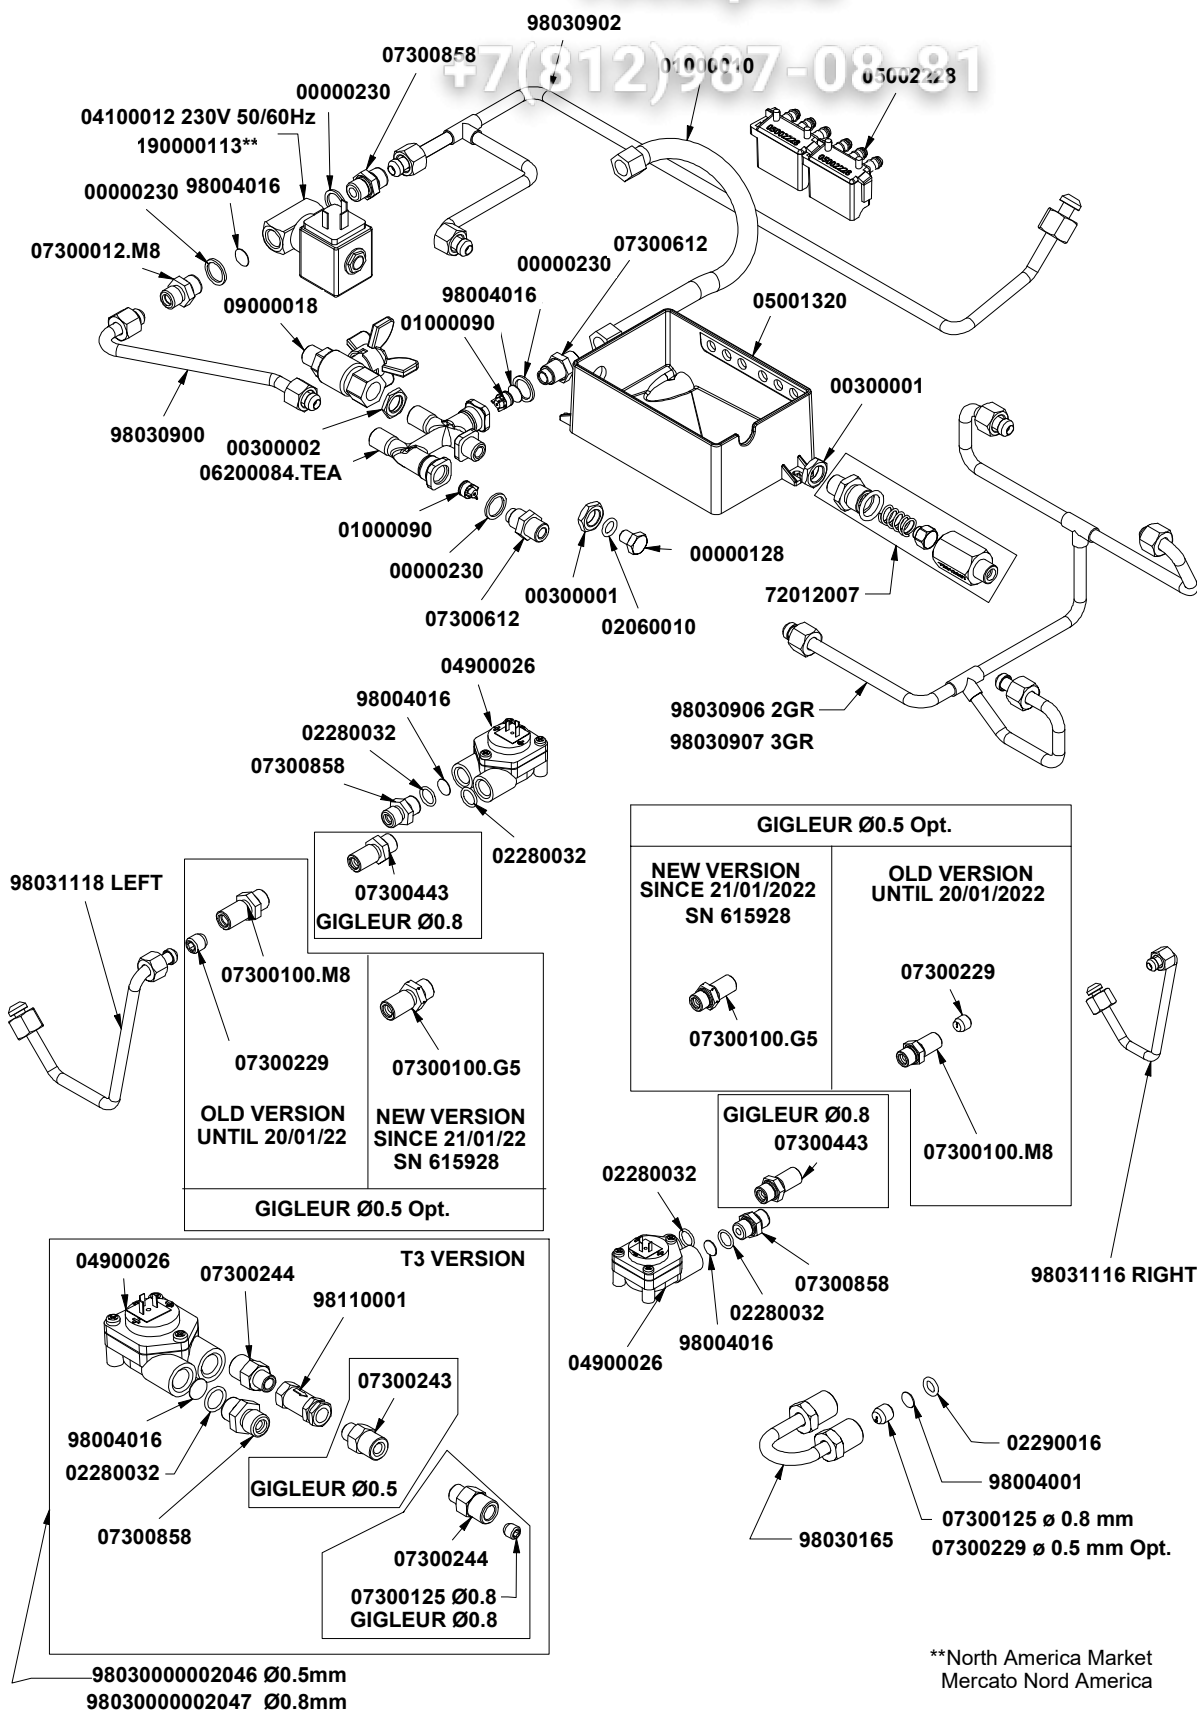 98030902
+7(812)987-08-81
07300858
01000010
05002228
00000230
04100012 230V 50/60Hz
190000113**
05002228
05002228
00000230
98004016
07300012.M8
07300612
00000230
98004016
01000090
05001320
09000018
00300001
98030900
00300002
06200084.TEA
01000090
00000230
07300612
00300001
02060010
00000128
72012007
98030906 2GR
98030907 3GR
04900026
98004016
02280032
07300858
02280032
07300443
GIGLEUR Ø0.8
98031118 LEFT
07300100.M8
07300229
07300100.G5
OLD VERSION
UNTIL 20/01/22
NEW VERSION
SINCE 21/01/22
SN 615928
GIGLEUR Ø0.5 Opt.
GIGLEUR Ø0.5 Opt.
NEW VERSION
SINCE 21/01/2022
SN 615928
OLD VERSION
UNTIL 20/01/2022
07300229
07300100.G5
07300100.M8
GIGLEUR Ø0.8
07300443
02280032
07300858
02280032
98004016
04900026
98031116 RIGHT
T3 VERSION
04900026
07300244
98110001
07300243
98004016
02280032
07300858
GIGLEUR Ø0.5
07300244
07300125 Ø0.8
GIGLEUR Ø0.8
98030000002046 Ø0.5mm
98030000002047 Ø0.8mm
02290016
98004001
07300125 ø 0.8 mm
07300229 ø 0.5 mm Opt.
98030165
**North America Market
Mercato Nord America